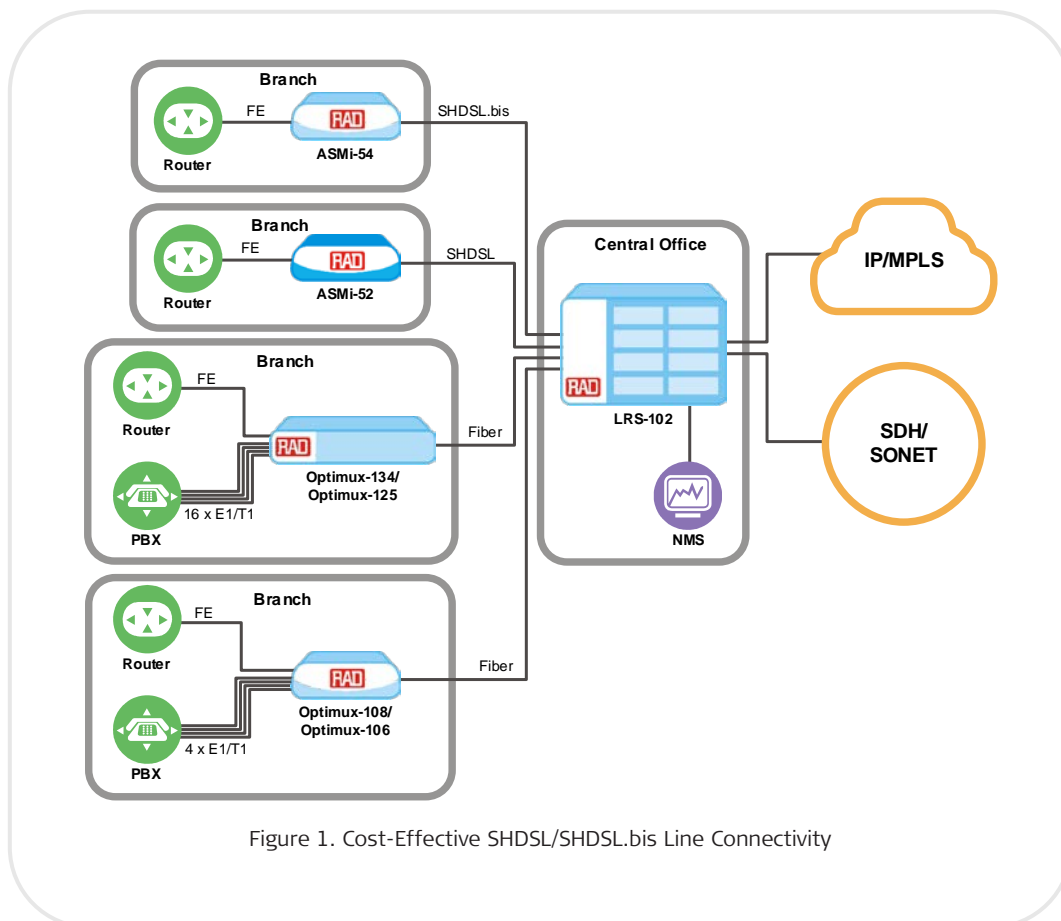 Branch
FE
RAD
SHDSL.bis
Router
ASMi-54
Branch
FE
RAD
SHDSL
Router
ASMi-52
Branch
FE
Router
RAD
Fiber
Optimux-134/
Optimux-125
16 x E1/T1
PBX
Branch
FE
Router
RAD
Fiber
Optimux-108/
Optimux-106
4 x E1/T1
PBX
Central Office
RAD
LRS-102
NMS
IP/MPLS
SDH/
SONET
Figure 1. Cost-Effective SHDSL/SHDSL.bis Line Connectivity